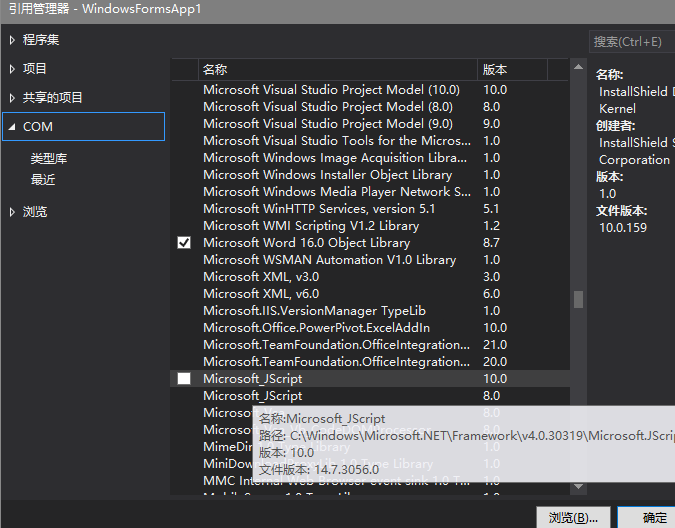 引用管理器 - WindowsFormsApp1
程序集
项目
共享的项目
COM
类型库
最近
浏览
名称 版本
Microsoft Visual Studio Project Model (10.0) 10.0
Microsoft Visual Studio Project Model (8.0) 8.0
Microsoft Visual Studio Project Model (9.0) 9.0
Microsoft Visual Studio Tools for the Micros... 1.0
Microsoft Windows Image Acquisition Libra... 1.0
Microsoft Windows Installer Object Library 1.0
Microsoft Windows Media Player Network S... 1.0
Microsoft WinHTTP Services, version 5.1 5.1
Microsoft WMI Scripting V1.2 Library 1.2
Microsoft Word 16.0 Object Library 8.7
Microsoft WSMAN Automation V1.0 Library 1.0
Microsoft XML, v3.0 3.0
Microsoft XML, v6.0 6.0
Microsoft.IIS.VersionManager TypeLib 1.0
Microsoft.Office.PowerPivot.ExcelAddIn 10.0
Microsoft.TeamFoundation.OfficeIntegration... 21.0
Microsoft.TeamFoundation.OfficeIntegration... 20.0
Microsoft_JScript 10.0
Microsoft_JScript 8.0
名称:Microsoft_JScript
路径: C:\Windows\Microsoft.NET\Framework\v4.0.30319\Microsoft.JScrip
版本: 10.0
文件版本: 14.7.3056.0
MMC Internal Web Browser event sink 1.0 T... 1.0
搜索(Ctrl+E)
名称:
InstallShield D
Kernel
创建者:
InstallShield S
Corporation
版本:
1.0
文件版本:
10.0.159
浏览(B)...
确定